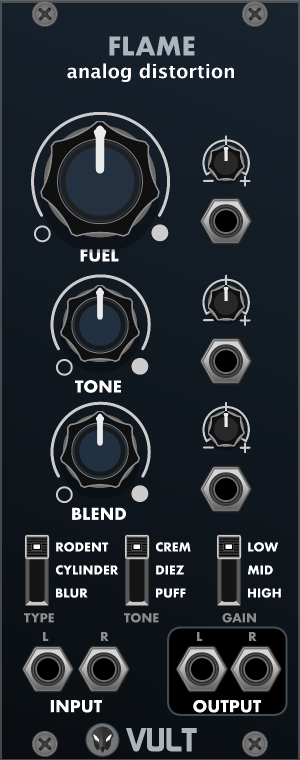 FLAME
analog distortion
FUEL
− +
TONE
− +
BLEND
− +
RODENT CREM LOW
CYLINDER DIEZ MID
BLUR PUFF HIGH
TYPE TONE GAIN
L R L R
INPUT OUTPUT
VULT